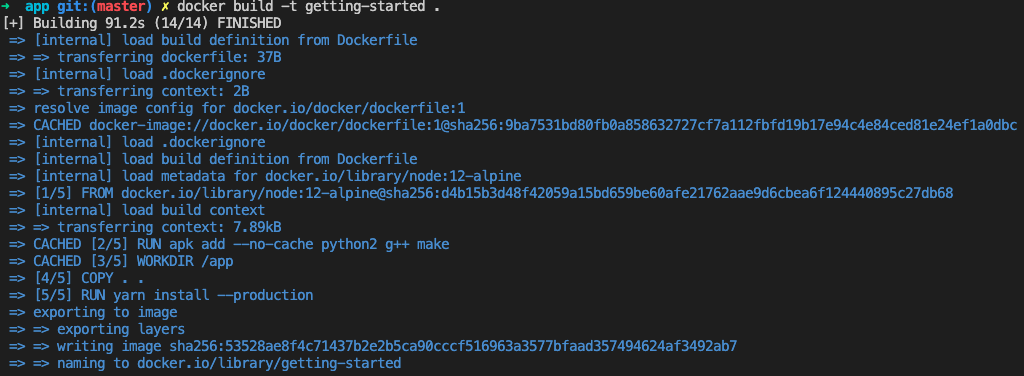 ➜  app git:(master) ✗ docker build -t getting-started .
[+] Building 91.2s (14/14) FINISHED
 => [internal] load build definition from Dockerfile
 => => transferring dockerfile: 37B
 => [internal] load .dockerignore
 => => transferring context: 2B
 => resolve image config for docker.io/docker/dockerfile:1
 => CACHED docker-image://docker.io/docker/dockerfile:1@sha256:9ba7531bd80fb0a858632727cf7a112fbfd19b17e94c4e84ced81e24ef1a0dbc
 => [internal] load .dockerignore
 => [internal] load build definition from Dockerfile
 => [internal] load metadata for docker.io/library/node:12-alpine
 => [1/5] FROM docker.io/library/node:12-alpine@sha256:d4b15b3d48f42059a15bd659be60afe21762aae9d6cbea6f124440895c27db68
 => [internal] load build context
 => => transferring context: 7.89kB
 => CACHED [2/5] RUN apk add --no-cache python2 g++ make
 => CACHED [3/5] WORKDIR /app
 => [4/5] COPY . .
 => [5/5] RUN yarn install --production
 => exporting to image
 => => exporting layers
 => => writing image sha256:53528ae8f4c71437b2e2b5ca90cccf516963a3577bfaad357494624af3492ab7
 => => naming to docker.io/library/getting-started